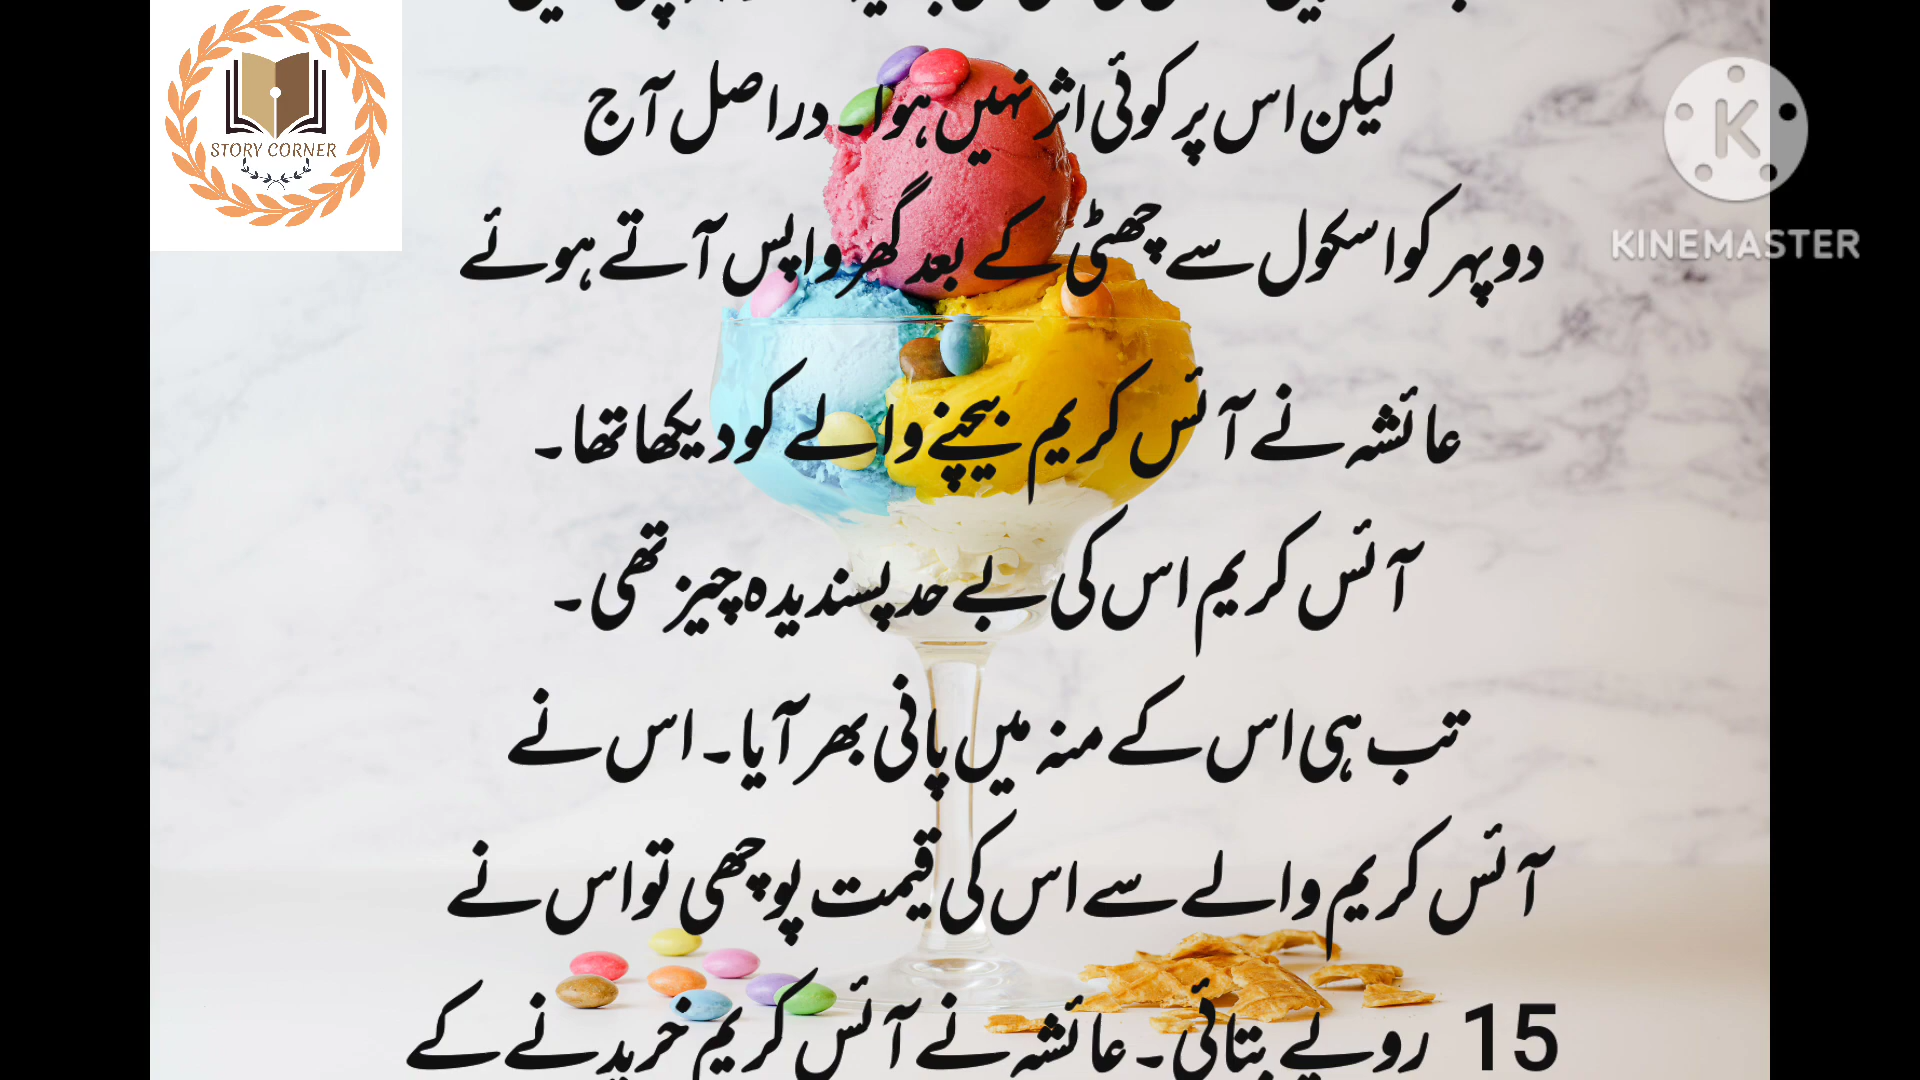 لیکن اس پر کوئی اثر نہیں ہوا۔ دراصل آج
دوپہر کو اسکول سے چھٹی کے بعد گھر واپس آتے ہوئے
عائشہ نے آئس کریم بیچنے والے کو دیکھا تھا۔
آئس کریم اس کی بے حد پسندیدہ چیز تھی۔
تب ہی اس کے منہ میں پانی بھر آیا۔ اس نے
آئس کریم والے سے اس کی قیمت پوچھی تو اس نے
15 روپے بتائی۔ عائشہ نے آئس کریم خریدنے کے
STORY CORNER
KINEMASTER